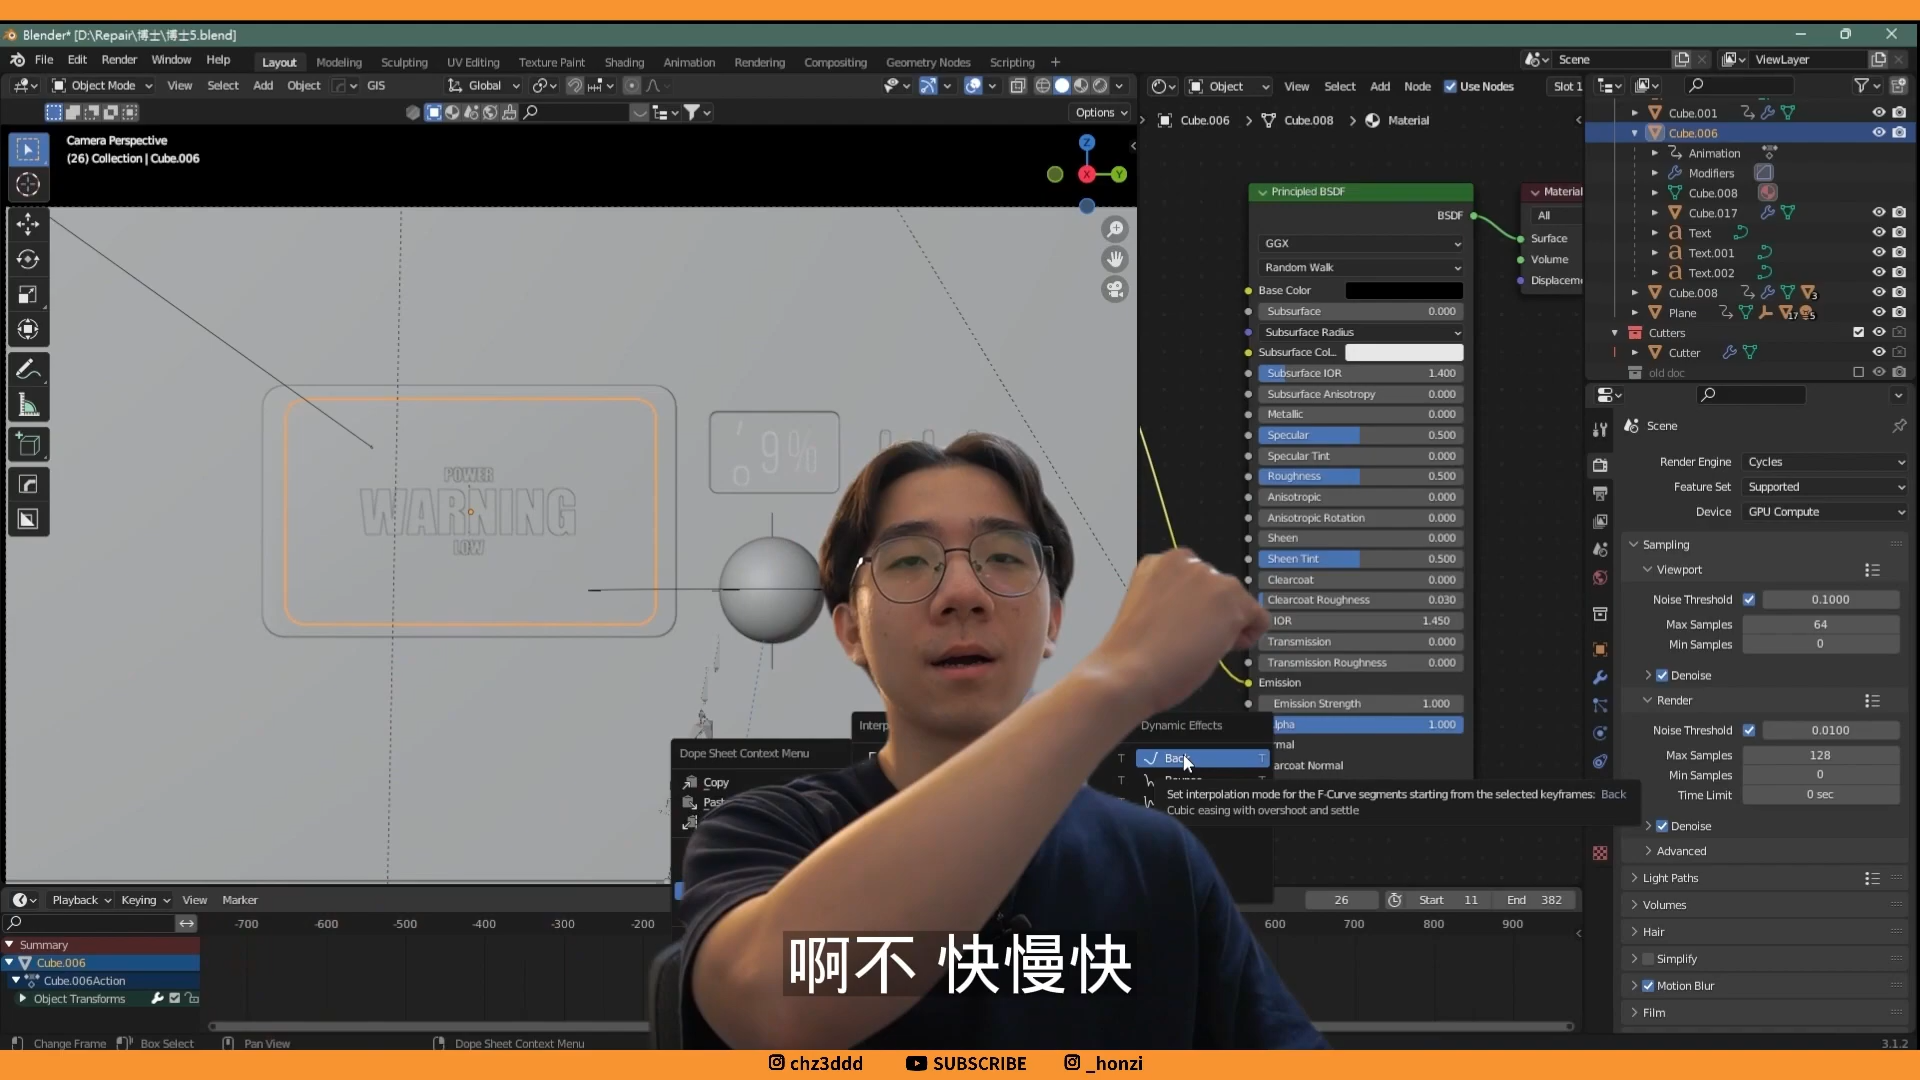 Blender* [D:\Repair\博士\博士5.blend]
File Edit Render Window Help Layout Modeling Sculpting UV Editing Texture Paint Shading Animation Rendering Compositing Geometry Nodes Scripting + Scene ViewLayer
Object Mode View Select Add Object GIS Global Object View Select Add Node Use Nodes Slot 1
Options
Camera Perspective
(26) Collection | Cube.006
Z
X
Y
POWER
WARNING
LOW
9%
Cube.006 > Cube.008 > Material
Principled BSDF
BSDF
GGX
Random Walk
Base Color
Subsurface 0.000
Subsurface Radius
Subsurface Col...
Subsurface IOR 1.400
Subsurface Anisotropy 0.000
Metallic 0.000
Specular 0.500
Specular Tint 0.000
Roughness 0.500
Anisotropic 0.000
Anisotropic Rotation 0.000
Sheen 0.000
Sheen Tint 0.500
Clearcoat 0.000
Clearcoat Roughness 0.030
IOR 1.450
Transmission 0.000
Transmission Roughness 0.000
Emission
Emission Strength 1.000
lpha 1.000
rmal
arcoat Normal
Material
All
Surface
Volume
Displaceme
Cube.001
Cube.006
Animation
Modifiers
Cube.008
Cube.017
Text
Text.001
Text.002
Cube.008 3
Plane 17 5
Cutters
Cutter
old doc
Scene
Render Engine Cycles
Feature Set Supported
Device GPU Compute
Sampling
Viewport
Noise Threshold 0.1000
Max Samples 64
Min Samples 0
Denoise
Render
Noise Threshold 0.0100
Max Samples 128
Min Samples 0
Time Limit 0 sec
Denoise
Advanced
Light Paths
Volumes
Hair
Simplify
Motion Blur
Film
Dope Sheet Context Menu
Copy
Past
Interp
Dynamic Effects
T Back T
T
Set interpolation mode for the F-Curve segments starting from the selected keyframes: Back
Cubic easing with overshoot and settle
Playback Keying View Marker 26 Start 11 End 382
-700 -600 -500 -400 -300 -200 600 700 800 900
Summary
Cube.006
Cube.006Action
Object Transforms
啊不 快慢快
Change Frame Box Select Pan View Dope Sheet Context Menu 3.1.2
chz3ddd SUBSCRIBE _honzi